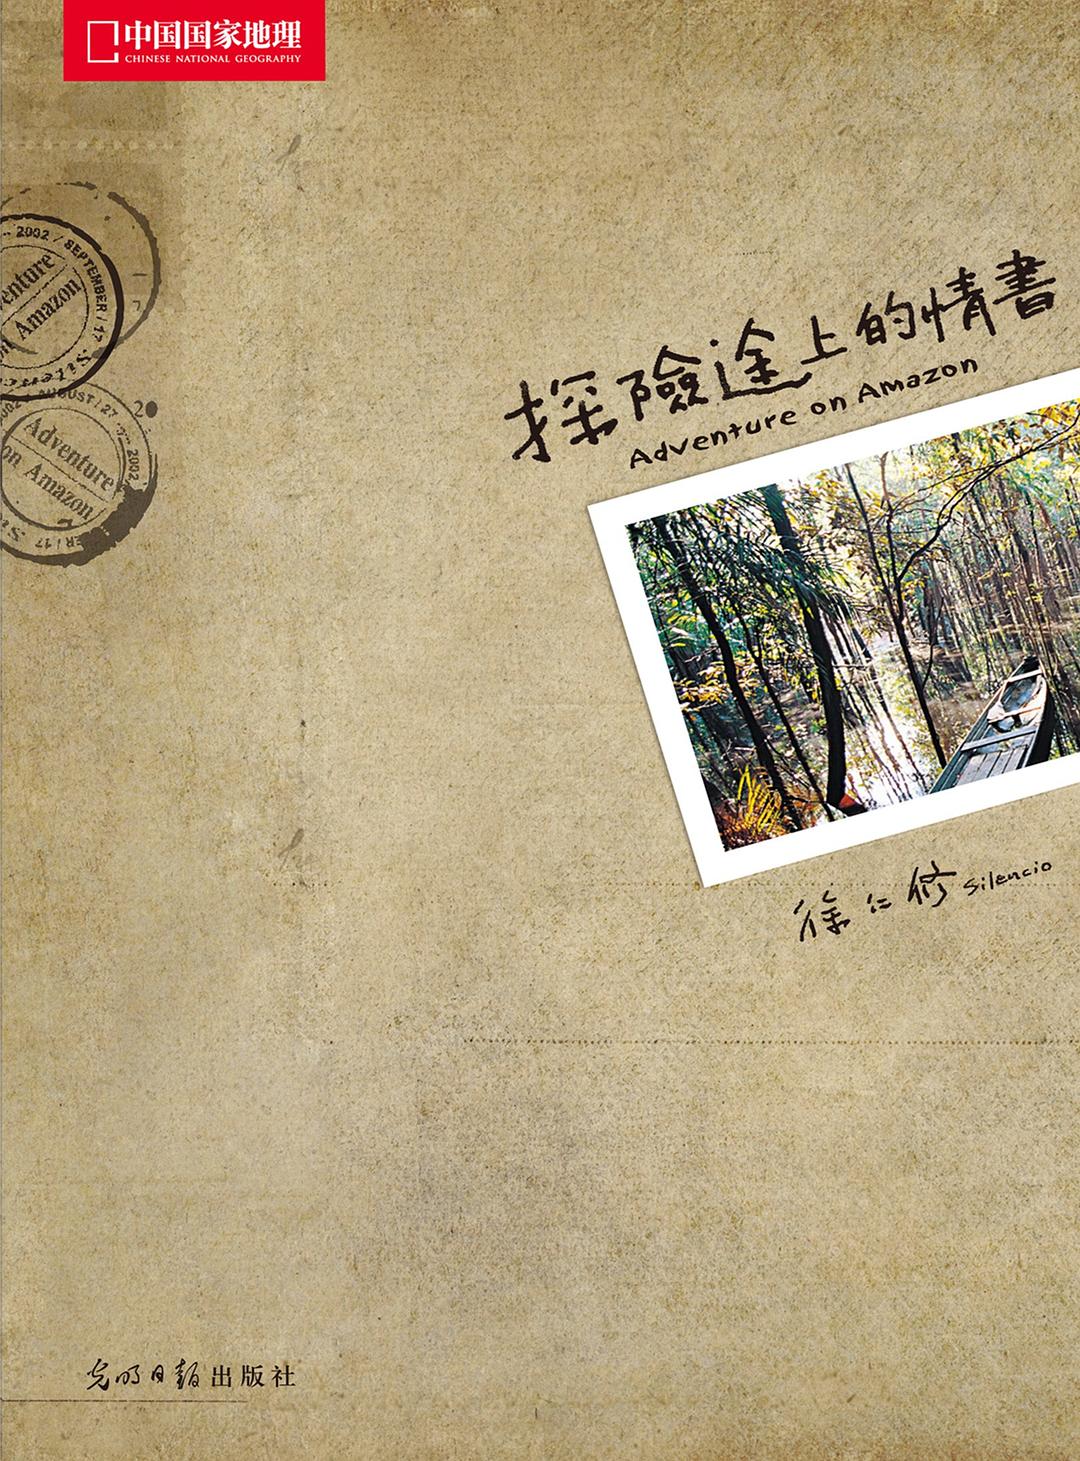 中国国家地理
CHINESE NATIONAL GEOGRAPHY
2002 / SEPTEMBER / 17
venture
Amazon
AUGUST / 27
2002
Adventure
on Amazon
20
探險途上的情書
Adventure on Amazon
徐仁修 silencio
光明日报出版社